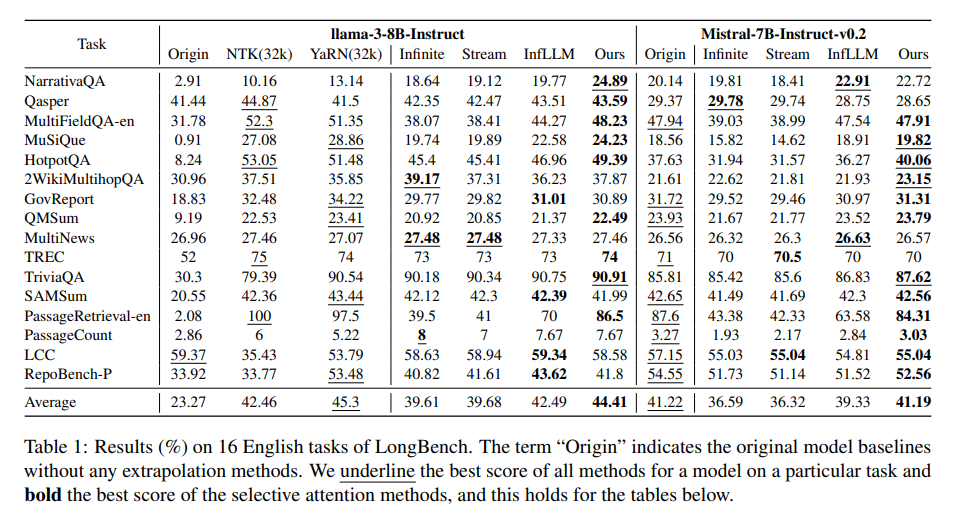 Task llama-3-8B-Instruct Mistral-7B-Instruct-v0.2
Origin NTK(32k) YaRN(32k) Infinite Stream InfLLM Ours Origin Infinite Stream InfLLM Ours
NarrativaQA 2.91 10.16 13.14 18.64 19.12 19.77 24.89 20.14 19.81 18.41 22.91 22.72
Qasper 41.44 44.87 41.5 42.35 42.47 43.51 43.59 29.37 29.78 29.74 28.75 28.65
MultiFieldQA-en 31.78 52.3 51.35 38.07 38.41 44.27 48.23 47.94 39.03 38.99 47.54 47.91
MuSiQue 0.91 27.08 28.86 19.74 19.89 22.58 24.23 18.56 15.82 14.62 18.91 19.82
HotpotQA 8.24 53.05 51.48 45.4 45.41 46.96 49.39 37.63 31.94 31.57 36.27 40.06
2WikiMultihopQA 30.96 37.51 35.85 39.17 37.31 36.23 37.87 21.61 22.62 21.81 21.93 23.15
GovReport 18.83 32.48 34.22 29.77 29.82 31.01 30.89 31.72 29.52 29.46 30.97 31.31
QMSum 9.19 22.53 23.41 20.92 20.85 21.37 22.49 23.93 21.67 21.77 23.52 23.79
MultiNews 26.96 27.46 27.07 27.48 27.48 27.33 27.46 26.56 26.32 26.3 26.63 26.57
TREC 52 75 74 73 73 73 74 71 70 70.5 70 70
TriviaQA 30.3 79.39 90.54 90.18 90.34 90.75 90.91 85.81 85.42 85.6 86.83 87.62
SAMSum 20.55 42.36 43.44 42.12 42.3 42.39 41.99 42.65 41.49 41.69 42.3 42.56
PassageRetrieval-en 2.08 100 97.5 39.5 41 70 86.5 87.6 43.38 42.33 63.58 84.31
PassageCount 2.86 6 5.22 8 7 7.67 7.67 3.27 1.93 2.17 2.84 3.03
LCC 59.37 35.43 53.79 58.63 58.94 59.34 58.58 57.15 55.03 55.04 54.81 55.04
RepoBench-P 33.92 33.77 53.48 40.82 41.61 43.62 41.8 54.55 51.73 51.14 51.52 52.56
Average 23.27 42.46 45.3 39.61 39.68 42.49 44.41 41.22 36.59 36.32 39.33 41.19
Table 1: Results (%) on 16 English tasks of LongBench. The term “Origin” indicates the original model baselines
without any extrapolation methods. We underline the best score of all methods for a model on a particular task and
bold the best score of the selective attention methods, and this holds for the tables below.